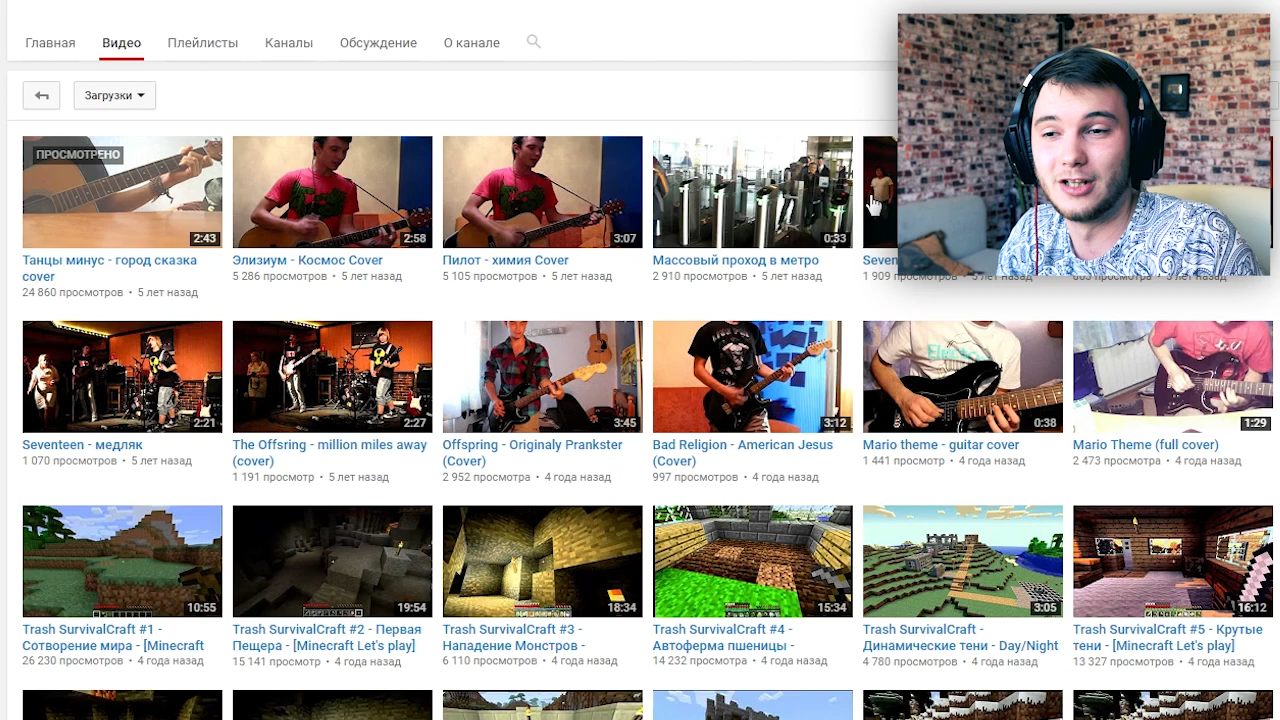 Главная Видео Плейлисты Каналы Обсуждение О канале
Загрузки
ПРОСМОТРЕНО
2:43 2:58 3:07 0:33
Танцы минус - город сказка
cover
24 860 просмотров • 5 лет назад
Элизиум - Космос Cover
5 286 просмотров • 5 лет назад
Пилот - химия Cover
5 105 просмотров • 5 лет назад
Массовый проход в метро
2 910 просмотров • 5 лет назад
Seven
1 909 просмотров • 5 лет назад
просмотров • 5 лет назад
2:21 2:27 3:45 3:12 0:38 1:29
Seventeen - медляк
1 070 просмотров • 5 лет назад
The Offsring - million miles away
(cover)
1 191 просмотр • 5 лет назад
Offspring - Originaly Prankster
(Cover)
2 952 просмотра • 4 года назад
Bad Religion - American Jesus
(Cover)
997 просмотров • 4 года назад
Mario theme - guitar cover
1 441 просмотр • 4 года назад
Mario Theme (full cover)
2 473 просмотра • 4 года назад
10:55 19:54 18:34 15:34 3:05 16:12
Trash SurvivalCraft #1 -
Сотворение мира - [Minecraft
26 230 просмотров • 4 года назад
Trash SurvivalCraft #2 - Первая
Пещера - [Minecraft Let's play]
15 141 просмотр • 4 года назад
Trash SurvivalCraft #3 -
Нападение Монстров -
6 110 просмотров • 4 года назад
Trash SurvivalCraft #4 -
Автоферма пшеницы -
14 232 просмотра • 4 года назад
Trash SurvivalCraft -
Динамические тени - Day/Night
4 780 просмотров • 4 года назад
Trash SurvivalCraft #5 - Крутые
тени - [Minecraft Let's play]
13 327 просмотров • 4 года назад